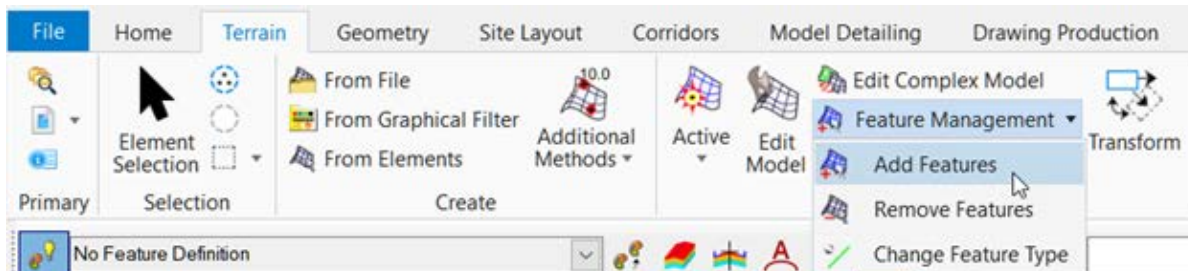 File Home Terrain Geometry Site Layout Corridors Model Detailing Drawing Production
From File
From Graphical Filter
From Elements
Element
Selection
10.0
Additional
Methods
Active
Edit
Model
Edit Complex Model
Feature Management
Add Features
Remove Features
Change Feature Type
Transform
Primary Selection Create
No Feature Definition
A